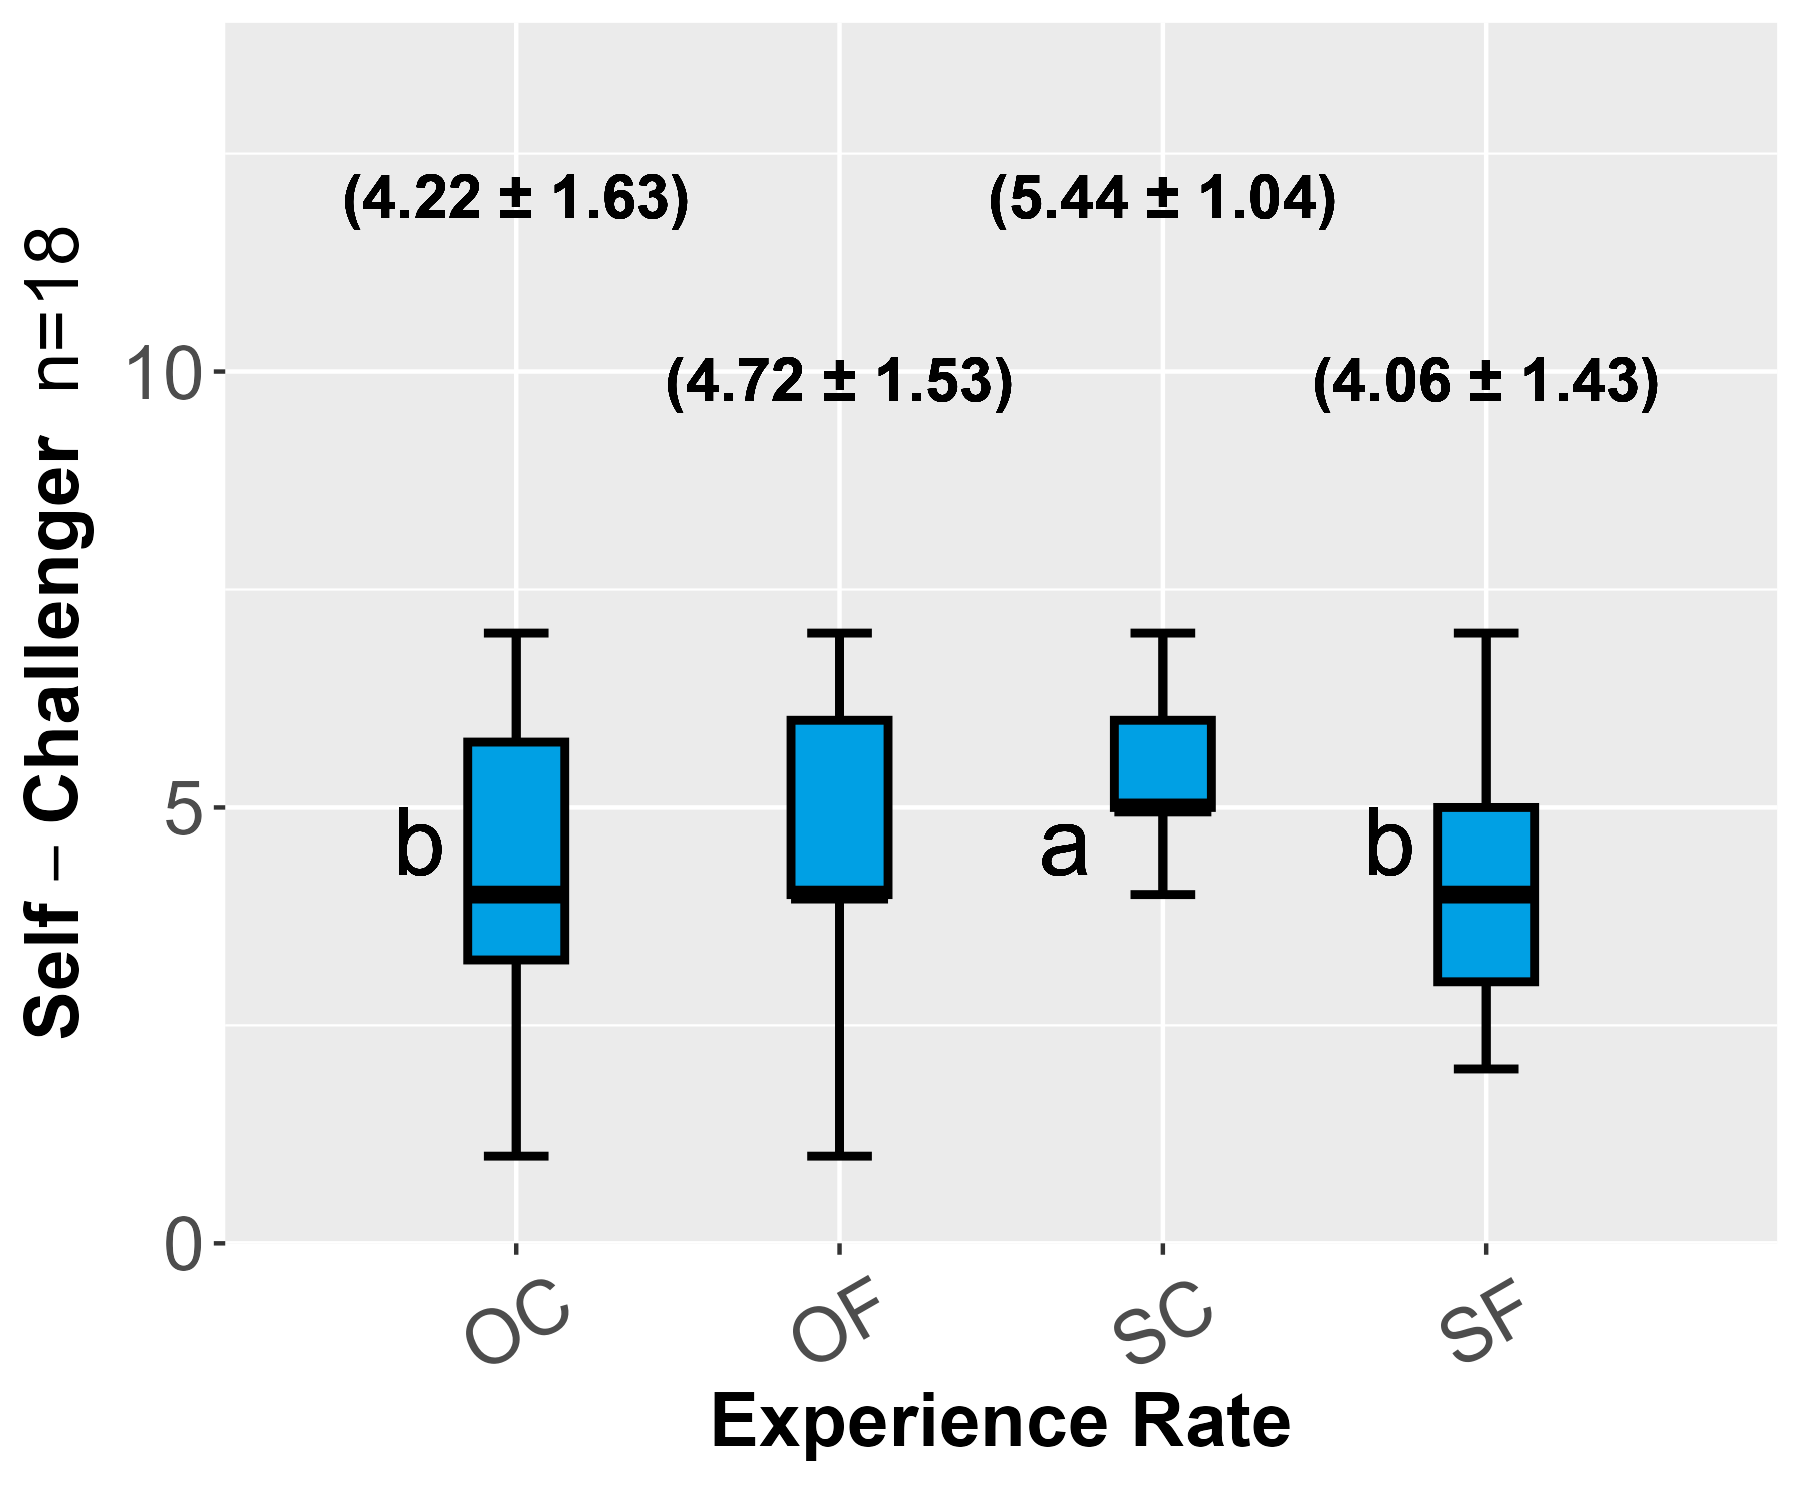 Self – Challenger n=18
(4.22 ± 1.63)
(5.44 ± 1.04)
(4.72 ± 1.53)
(4.06 ± 1.43)
10
5
0
b
a
b
OC
OF
SC
SF
Experience Rate